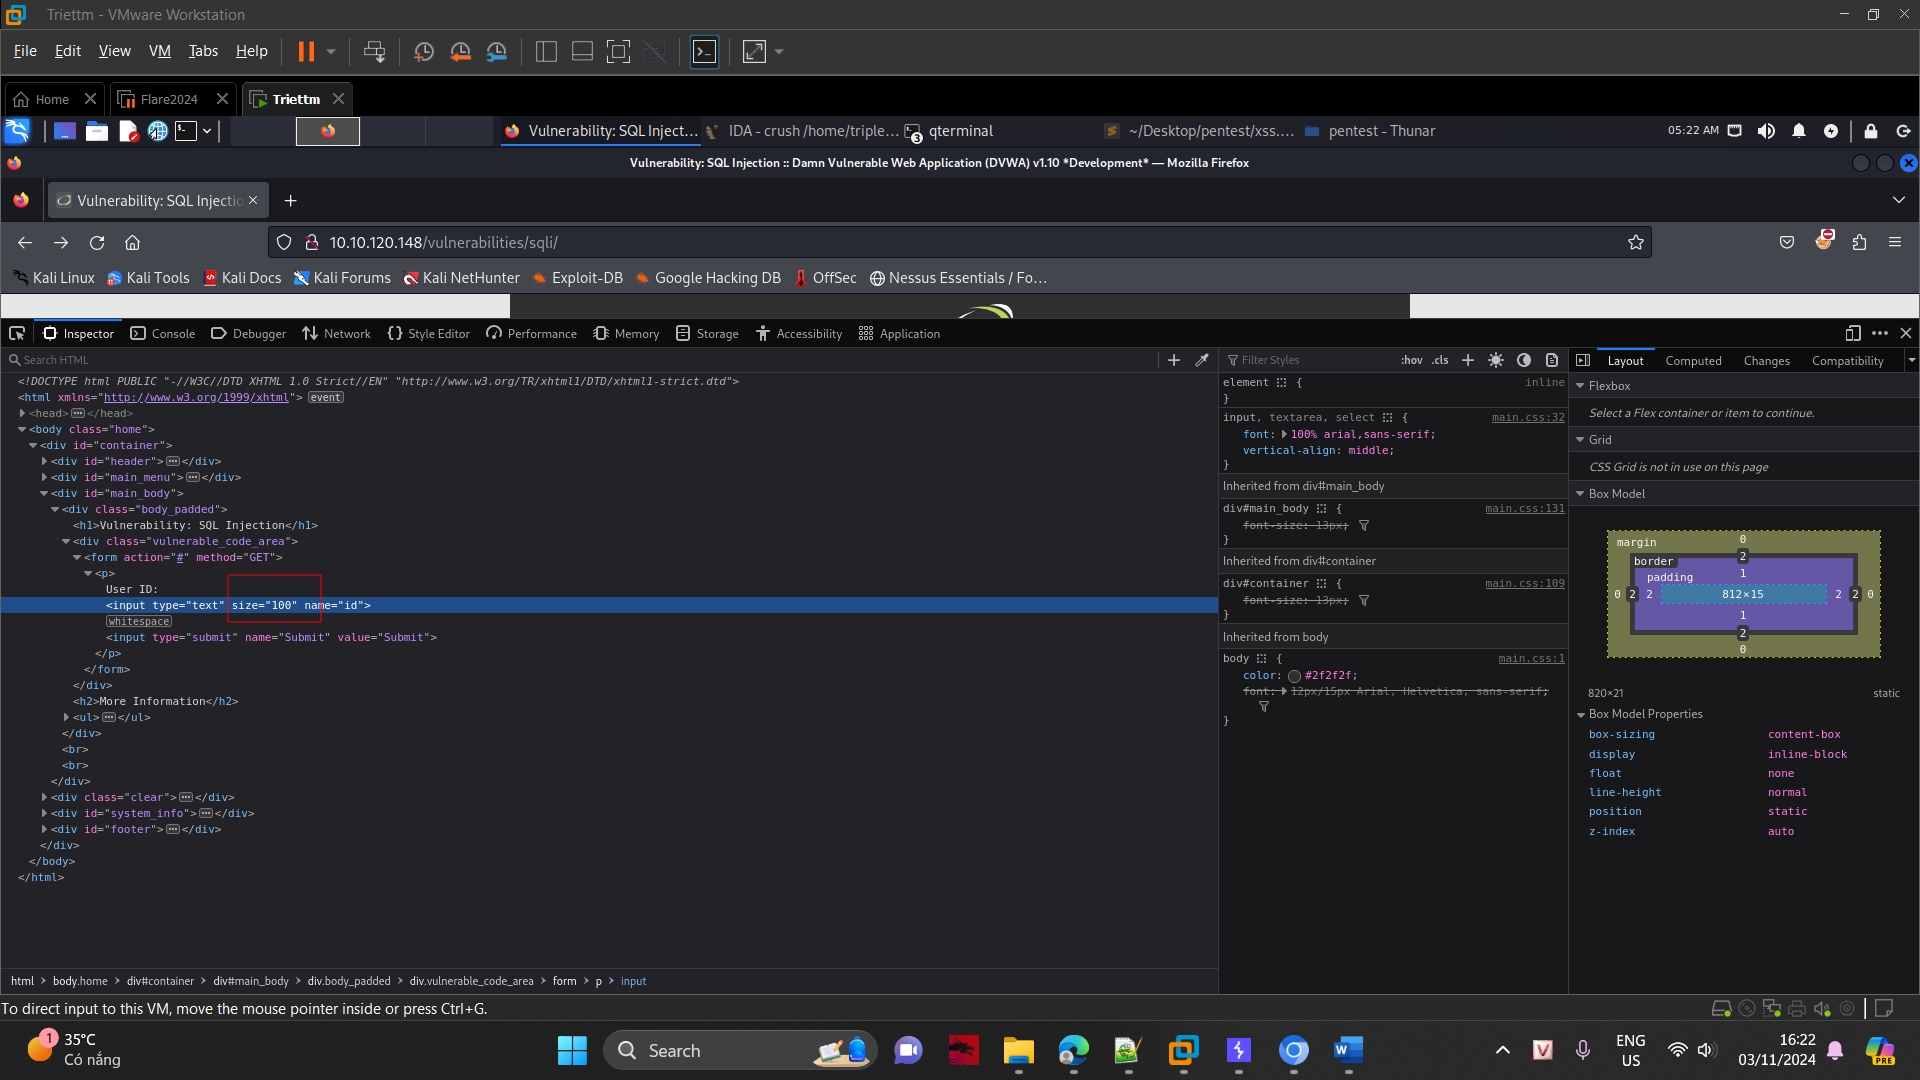 Triettm - VMware Workstation
File Edit View VM Tabs Help
Home Flare2024 Triettm
Vulnerability: SQL Inject... IDA - crush /home/triple... 3 qterminal ~/Desktop/pentest/xss.... pentest - Thunar 05:22 AM
Vulnerability: SQL Injection :: Damn Vulnerable Web Application (DVWA) v1.10 *Development* — Mozilla Firefox
Vulnerability: SQL Injectio
10.10.120.148/vulnerabilities/sqli/
Kali Linux Kali Tools Kali Docs Kali Forums Kali NetHunter Exploit-DB Google Hacking DB OffSec Nessus Essentials / Fo...
Inspector Console Debugger Network Style Editor Performance Memory Storage Accessibility Application
Search HTML
<!DOCTYPE html PUBLIC "-//W3C//DTD XHTML 1.0 Strict//EN" "http://www.w3.org/TR/xhtml1/DTD/xhtml1-strict.dtd">
<html xmlns="http://www.w3.org/1999/xhtml"> event
<head> ... </head>
<body class="home">
<div id="container">
<div id="header"> ... </div>
<div id="main_menu"> ... </div>
<div id="main_body">
<div class="body_padded">
<h1>Vulnerability: SQL Injection</h1>
<div class="vulnerable_code_area">
<form action="#" method="GET">
<p>
User ID:
<input type="text" size="100" name="id">
whitespace
<input type="submit" name="Submit" value="Submit">
</p>
</form>
</div>
<h2>More Information</h2>
<ul> ... </ul>
</div>
<br>
<br>
</div>
<div class="clear"> ... </div>
<div id="system_info"> ... </div>
<div id="footer"> ... </div>
</div>
</body>
</html>
html > body.home > div#container > div#main_body > div.body_padded > div.vulnerable_code_area > form > p > input
Filter Styles :hov .cls
element { inline
}
input, textarea, select { main.css:32
font: 100% arial,sans-serif;
vertical-align: middle;
}
Inherited from div#main_body
div#main_body { main.css:131
font-size: 13px;
}
Inherited from div#container
div#container { main.css:109
font-size: 13px;
}
Inherited from body
body { main.css:1
color: #2f2f2f;
font: 12px/15px Arial, Helvetica, sans-serif;
}
Layout Computed Changes Compatibility
Flexbox
Select a Flex container or item to continue.
Grid
CSS Grid is not in use on this page
Box Model
margin 0
border 2
padding 1
0 2 2 812×15 2 2 0
1
2
0
820×21 static
Box Model Properties
box-sizing content-box
display inline-block
float none
line-height normal
position static
z-index auto
To direct input to this VM, move the mouse pointer inside or press Ctrl+G.
1 35°C
Có nắng
Search
ENG
US
16:22
03/11/2024
PRE